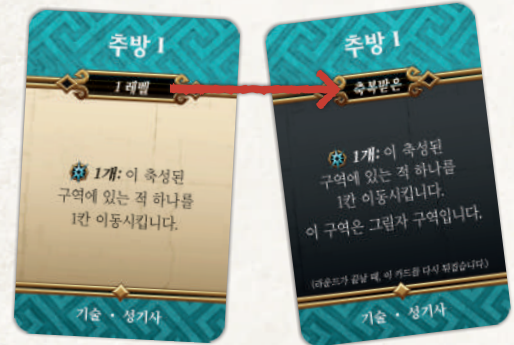 추방 I
1 레벨
1개: 이 축성된
구역에 있는 적 하나를
1칸 이동시킵니다.
기술 • 성기사
추방 I
축복받은
1개: 이 축성된
구역에 있는 적 하나를
1칸 이동시킵니다.
이 구역은 그림자 구역입니다.
(라운드가 끝날 때, 이 카드를 다시 뒤집습니다.)
기술 • 성기사